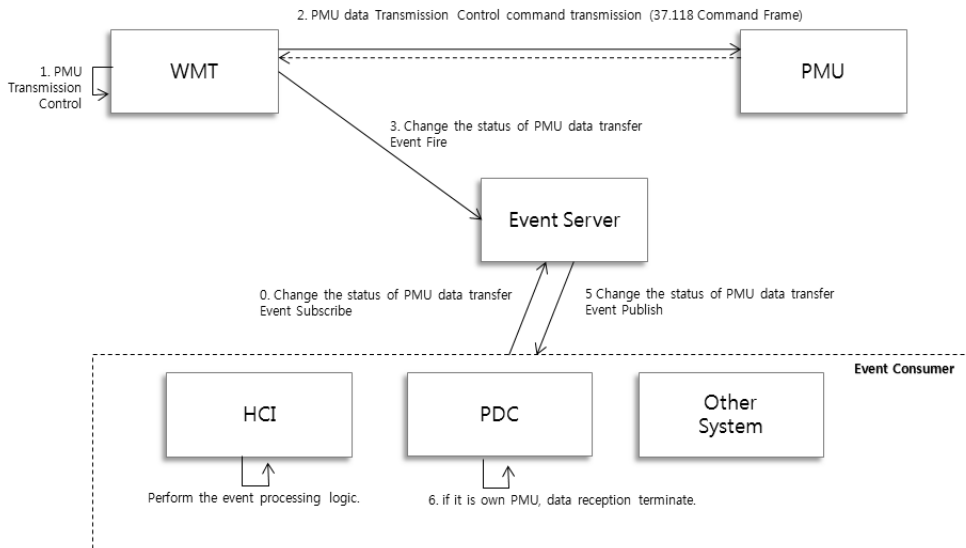 2. PMU data Transmission Control command transmission (37.118 Command Frame)
WMT
PMU
1. PMU
Transmission
Control
3. Change the status of PMU data transfer
Event Fire
Event Server
0. Change the status of PMU data transfer
Event Subscribe
5 Change the status of PMU data transfer
Event Publish
Event Consumer
HCI
PDC
Other
System
Perform the event processing logic.
6. if it is own PMU, data reception terminate.